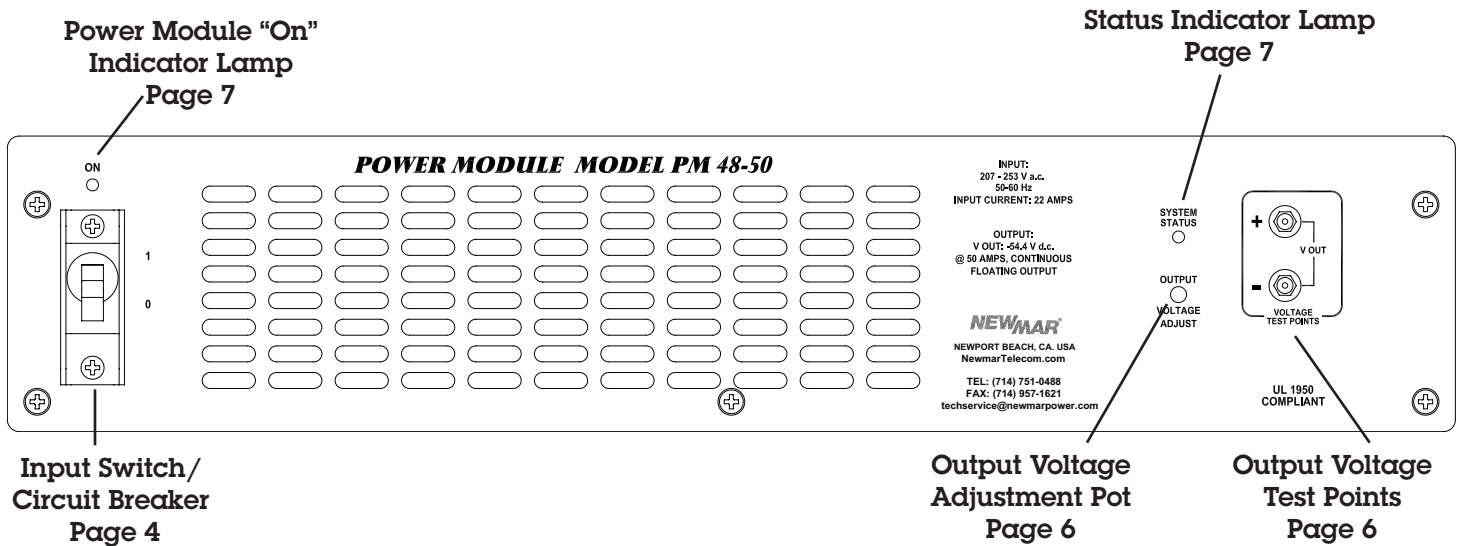 Power Module “On”
Indicator Lamp
Page 7
Status Indicator Lamp
Page 7
ON
1
0
POWER MODULE MODEL PM 48-50
INPUT:
207 - 253 V a.c.
50-60 Hz
INPUT CURRENT: 22 AMPS
OUTPUT:
V OUT: -54.4 V d.c.
@ 50 AMPS, CONTINUOUS
FLOATING OUTPUT
NEWMAR®
NEWPORT BEACH, CA. USA
NewmarTelecom.com
TEL: (714) 751-0488
FAX: (714) 957-1621
techservice@newmarpower.com
SYSTEM
STATUS
OUTPUT
VOLTAGE
ADJUST
+
V OUT
-
VOLTAGE
TEST POINTS
UL 1950
COMPLIANT
Input Switch/
Circuit Breaker
Page 4
Output Voltage
Adjustment Pot
Page 6
Output Voltage
Test Points
Page 6